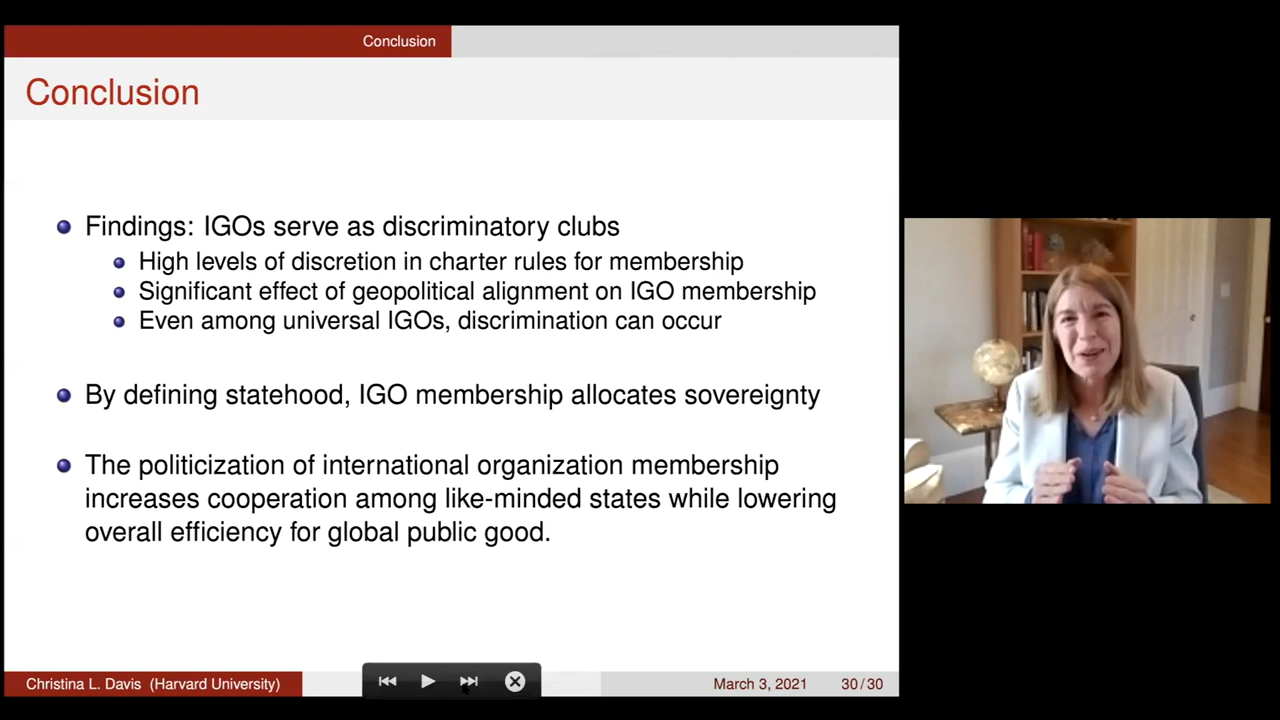 Conclusion
Conclusion
Findings: IGOs serve as discriminatory clubs
High levels of discretion in charter rules for membership
Significant effect of geopolitical alignment on IGO membership
Even among universal IGOs, discrimination can occur
By defining statehood, IGO membership allocates sovereignty
The politicization of international organization membership
increases cooperation among like-minded states while lowering
overall efficiency for global public good.
Christina L. Davis (Harvard University)
March 3, 2021
30/30